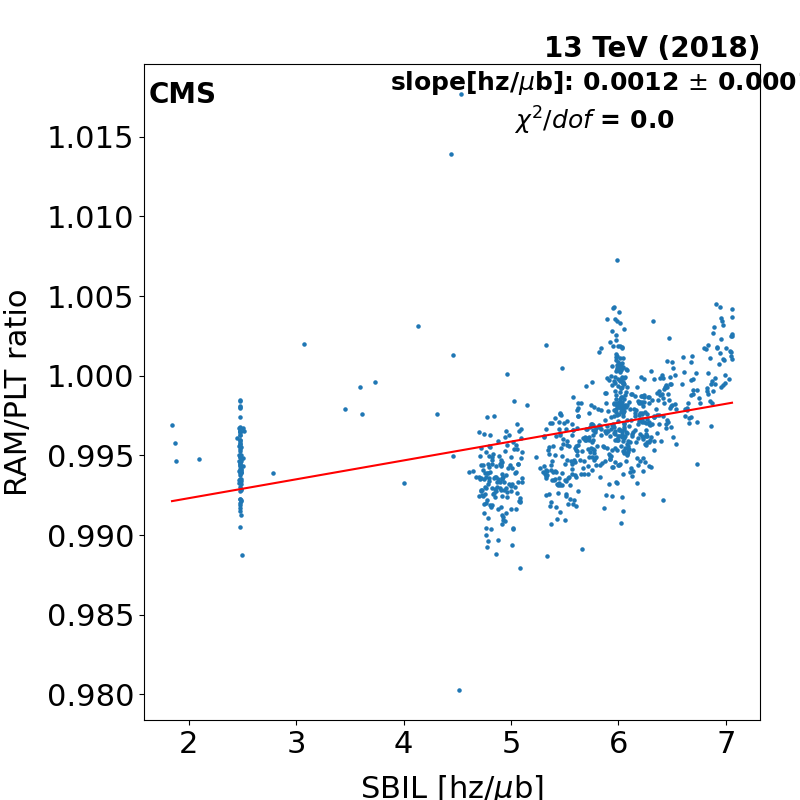 13 TeV (2018)
CMS
slope[hz/μb]: 0.0012 ± 0.000
χ²/dof = 0.0
RAM/PLT ratio
1.015
1.010
1.005
1.000
0.995
0.990
0.985
0.980
2 3 4 5 6 7
SBIL [hz/μb]